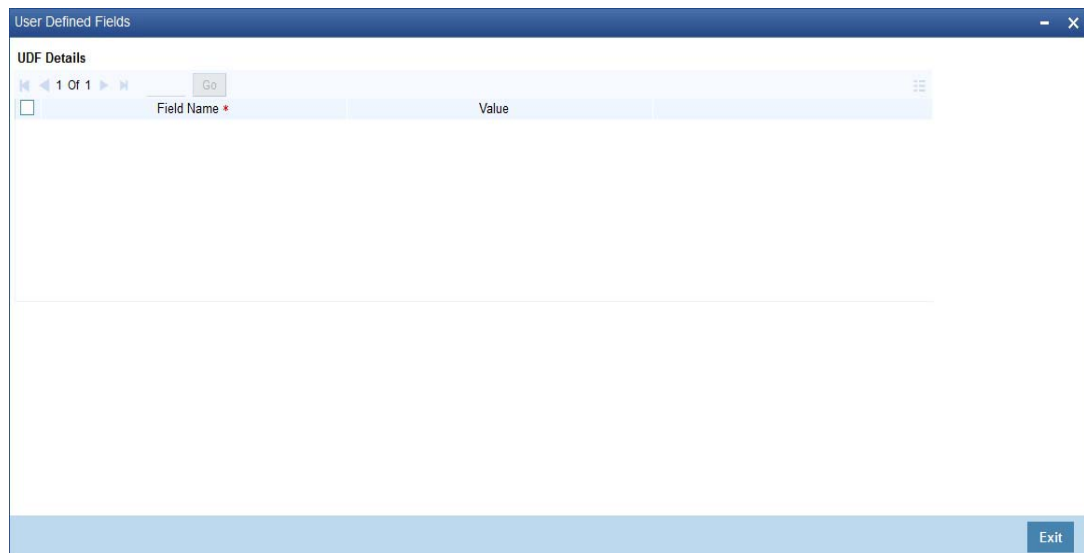 User Defined Fields
UDF Details
1 Of 1 Go
Field Name * Value
Exit